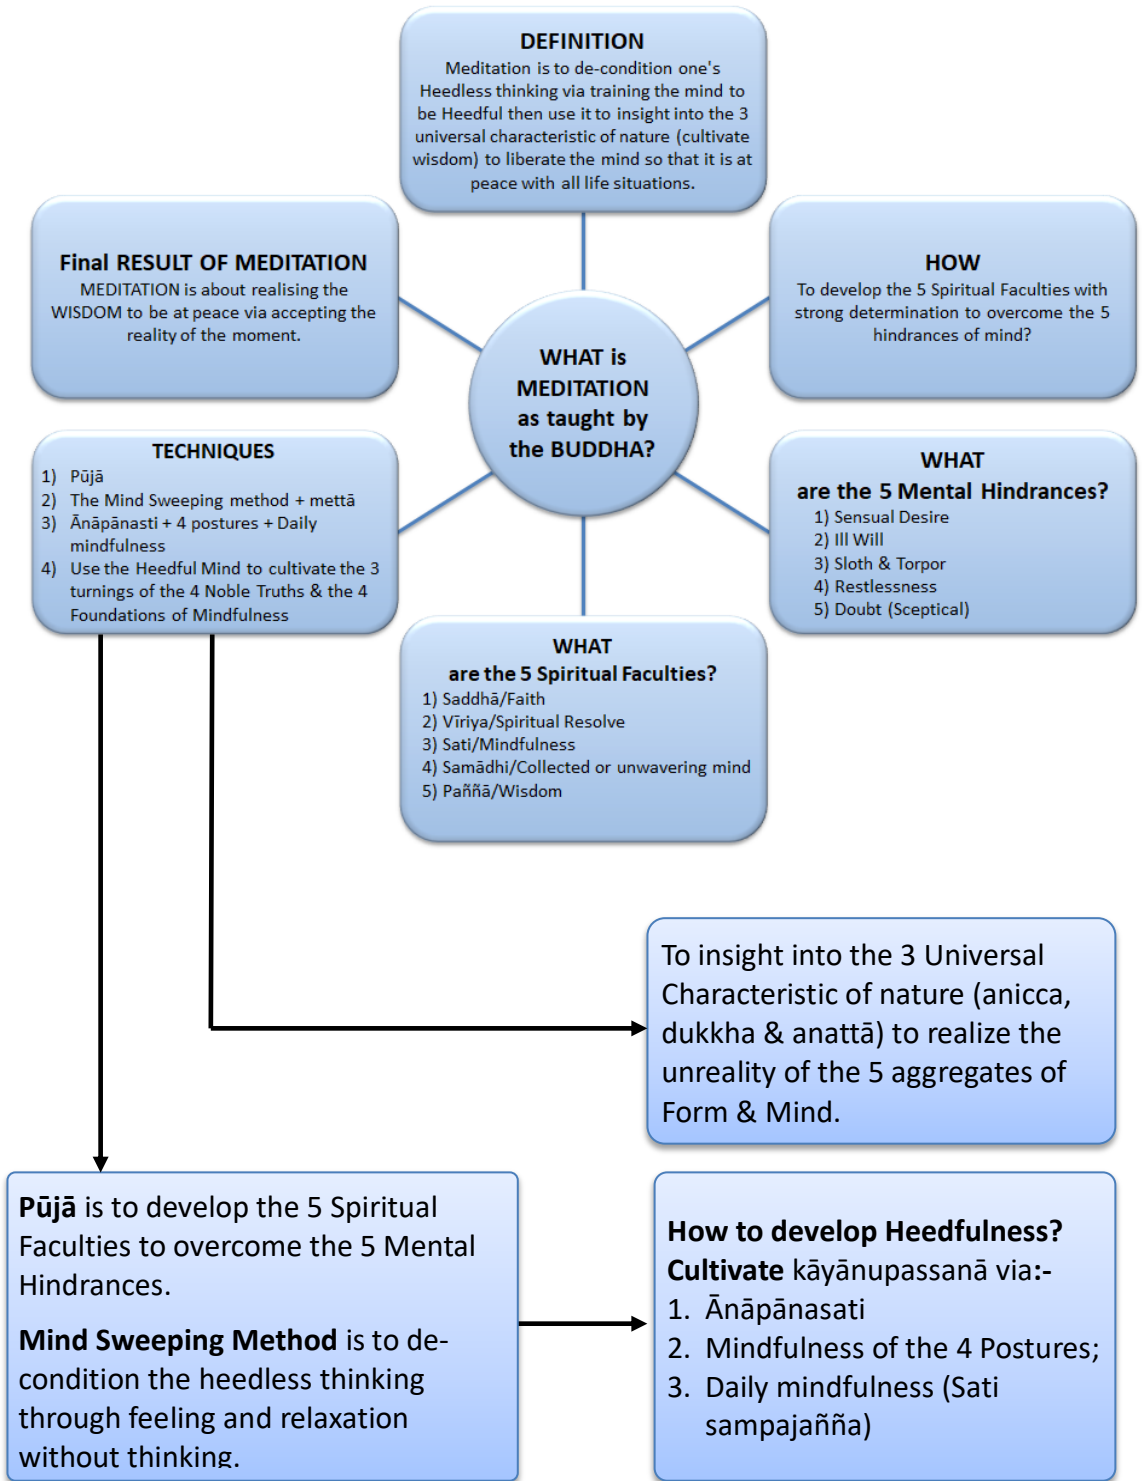 DEFINITION
Meditation is to de-condition one's
Heedless thinking via training the mind to
be Heedful then use it to insight into the 3
universal characteristic of nature (cultivate
wisdom) to liberate the mind so that it is at
peace with all life situations.
Final RESULT OF MEDITATION
MEDITATION is about realising the
WISDOM to be at peace via accepting the
reality of the moment.
HOW
To develop the 5 Spiritual Faculties with
strong determination to overcome the 5
hindrances of mind?
WHAT is
MEDITATION
as taught by
the BUDDHA?
TECHNIQUES
1) Pūjā
2) The Mind Sweeping method + mettā
3) Ānāpānasti + 4 postures + Daily
mindfulness
4) Use the Heedful Mind to cultivate the 3
turnings of the 4 Noble Truths & the 4
Foundations of Mindfulness
WHAT
are the 5 Mental Hindrances?
1) Sensual Desire
2) Ill Will
3) Sloth & Torpor
4) Restlessness
5) Doubt (Sceptical)
WHAT
are the 5 Spiritual Faculties?
1) Saddhā/Faith
2) Vīriya/Spiritual Resolve
3) Sati/Mindfulness
4) Samādhi/Collected or unwavering mind
5) Paññā/Wisdom
To insight into the 3 Universal
Characteristic of nature (anicca,
dukkha & anattā) to realize the
unreality of the 5 aggregates of
Form & Mind.
Pūjā is to develop the 5 Spiritual
Faculties to overcome the 5 Mental
Hindrances.
Mind Sweeping Method is to de-
condition the heedless thinking
through feeling and relaxation
without thinking.
How to develop Heedfulness?
Cultivate kāyānupassanā via:-
1. Ānāpānasati
2. Mindfulness of the 4 Postures;
3. Daily mindfulness (Sati
sampajañña)